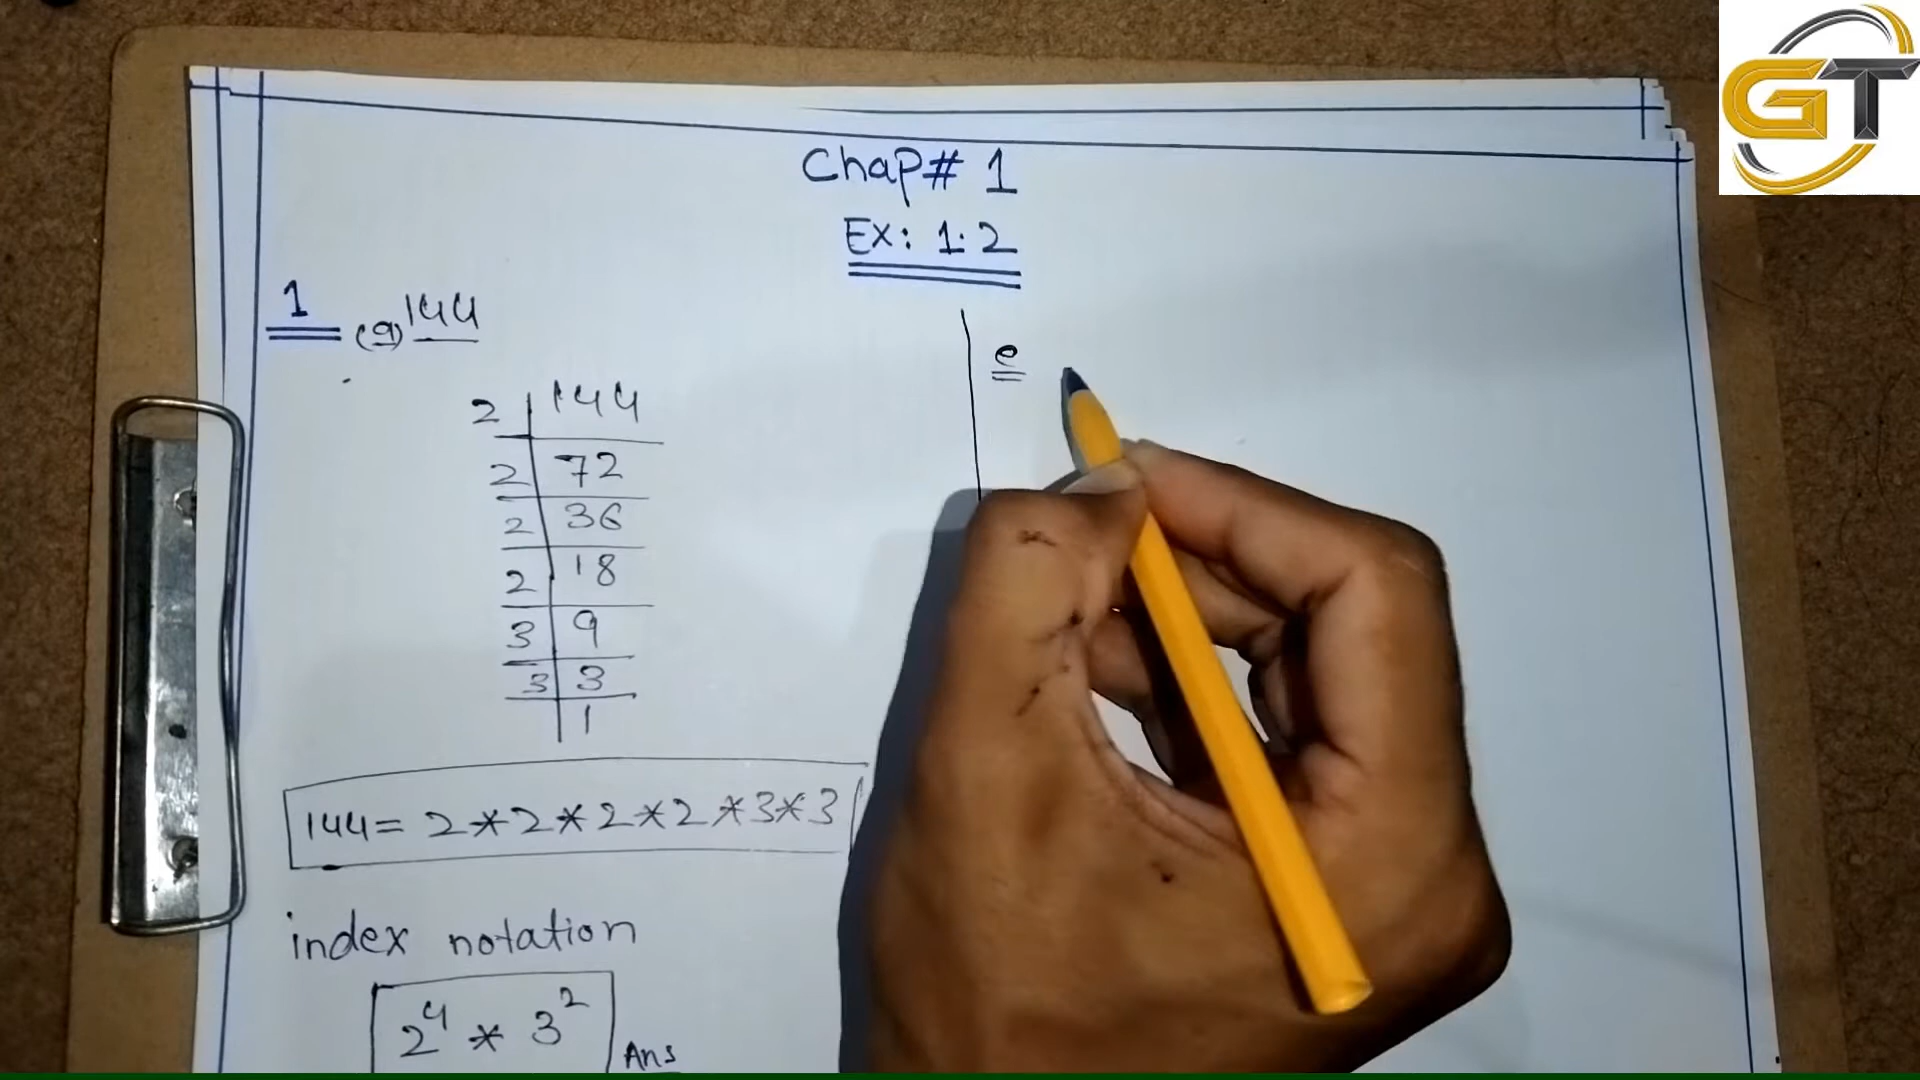 GT
Chap# 1
Ex: 1.2
1 (a) 144
2 | 144
2 | 72
2 | 36
2 | 18
3 | 9
3 | 3
1
144 = 2*2*2*2*3*3
index notation
2⁴ * 3² Ans
e